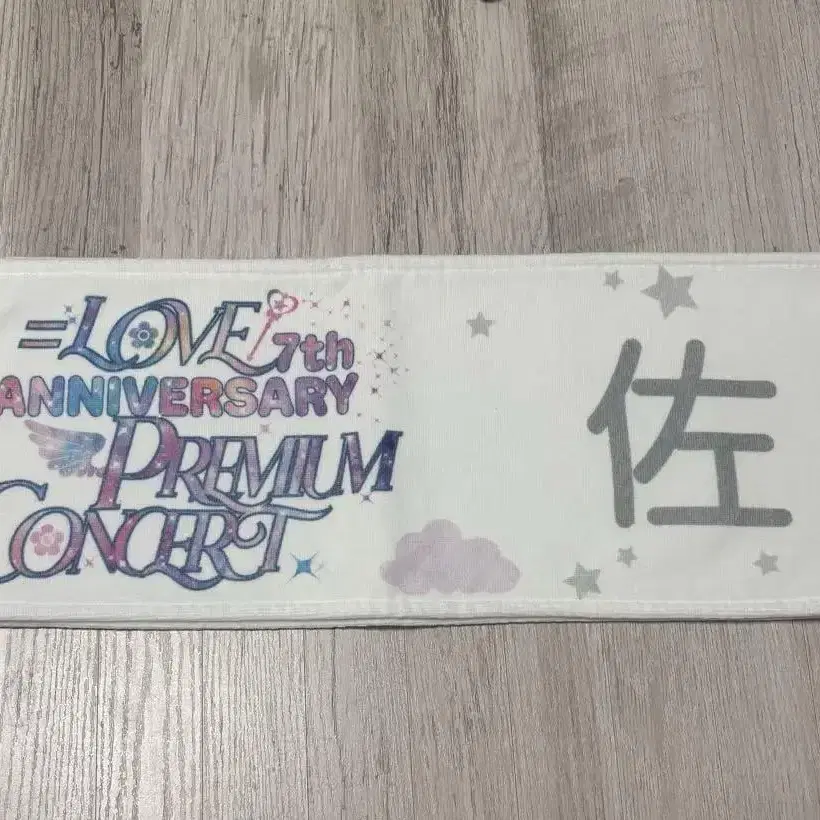 =LOVE 7th
ANNIVERSARY
PREMIUM
CONCERT
佐